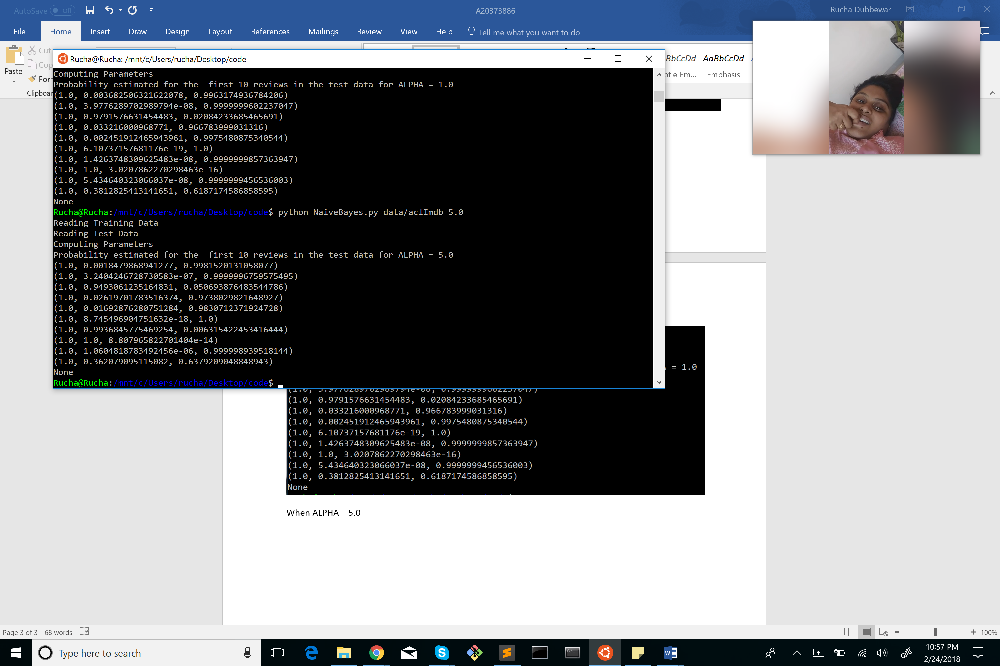 AutoSave Off
A20373886
Rucha Dubbewar
File Home Insert Draw Design Layout References Mailings Review View Help Tell me what you want to do
Cut
Paste
Clipboar
BbCcDd AaBbCcDd
tle Em... Emphasis
Rucha@Rucha: /mnt/c/Users/rucha/Desktop/code
Computing Parameters
Probability estimated for the  first 10 reviews in the test data for ALPHA = 1.0
(1.0, 0.003682506321622078, 0.9963174936784206)
(1.0, 3.9776289702989794e-08, 0.9999999602237047)
(1.0, 0.9791576631454483, 0.02084233685465691)
(1.0, 0.033216000968771, 0.966783999031316)
(1.0, 0.002451912465943961, 0.9975480875340544)
(1.0, 6.10737157681176e-19, 1.0)
(1.0, 1.4263748309625483e-08, 0.9999999857363947)
(1.0, 1.0, 3.0207862270298463e-16)
(1.0, 5.434640323066037e-08, 0.9999999456536003)
(1.0, 0.3812825413141651, 0.6187174586858595)
None
Rucha@Rucha:/mnt/c/Users/rucha/Desktop/code$ python NaiveBayes.py data/aclImdb 5.0
Reading Training Data
Reading Test Data
Computing Parameters
Probability estimated for the  first 10 reviews in the test data for ALPHA = 5.0
(1.0, 0.0018479868941277, 0.9981520131058077)
(1.0, 3.2404246728730583e-07, 0.9999996759575495)
(1.0, 0.9493061235164831, 0.050693876483544786)
(1.0, 0.02619701783516374, 0.9738029821648927)
(1.0, 0.01692876280751284, 0.9830712371924728)
(1.0, 8.745496904751632e-18, 1.0)
(1.0, 0.9936845775469254, 0.006315422453416444)
(1.0, 1.0, 8.807965822701404e-14)
(1.0, 1.0604818783492456e-06, 0.999998939518144)
(1.0, 0.362079095115082, 0.6379209048848943)
None
Rucha@Rucha:/mnt/c/Users/rucha/Desktop/code$
= 1.0
(1.0, 3.9776289702989794e-08, 0.9999999602237047)
(1.0, 0.9791576631454483, 0.02084233685465691)
(1.0, 0.033216000968771, 0.966783999031316)
(1.0, 0.002451912465943961, 0.9975480875340544)
(1.0, 6.10737157681176e-19, 1.0)
(1.0, 1.4263748309625483e-08, 0.9999999857363947)
(1.0, 1.0, 3.0207862270298463e-16)
(1.0, 5.434640323066037e-08, 0.9999999456536003)
(1.0, 0.3812825413141651, 0.6187174586858595)
None
When ALPHA = 5.0
Page 3 of 3 68 words
100%
Type here to search
10:57 PM
2/24/2018